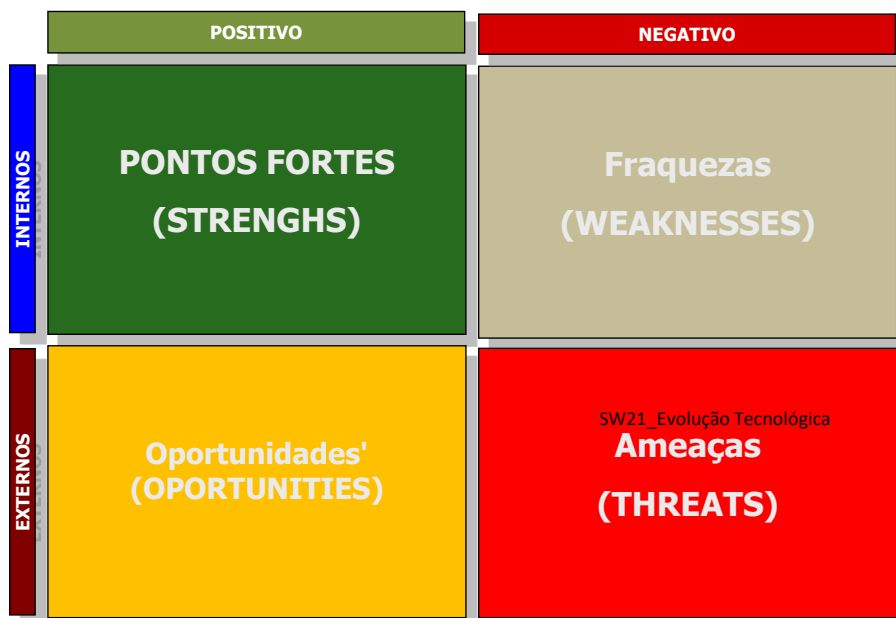 POSITIVO
NEGATIVO
INTERNOS
PONTOS FORTES
(STRENGHS)
Fraquezas
(WEAKNESSES)
EXTERNOS
Oportunidades'
(OPORTUNITIES)
SW21_Evolução Tecnológica
Ameaças
(THREATS)